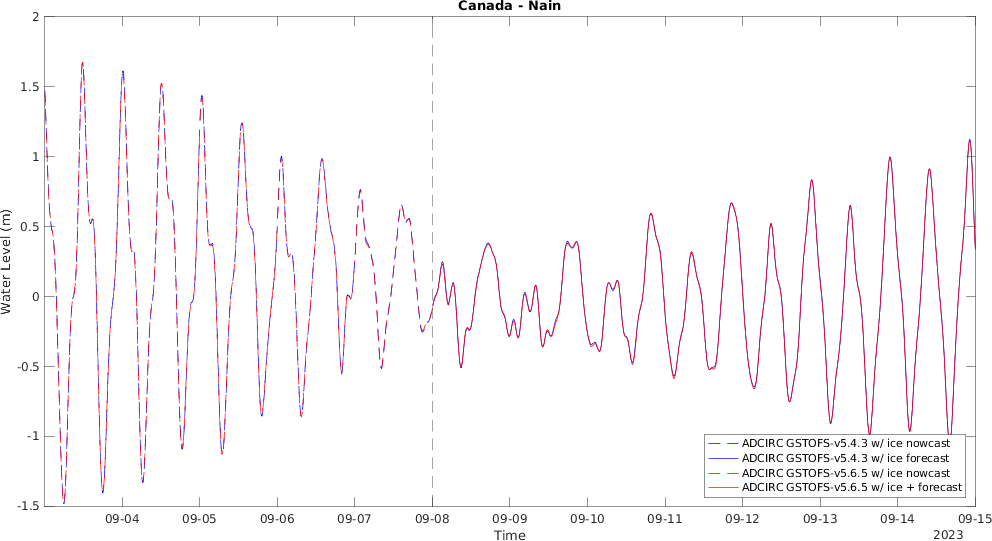 Canada - Nain
Water Level (m)
2
1.5
1
0.5
0
-0.5
-1
-1.5
ADCIRC GSTOFS-v5.4.3 w/ ice nowcast
ADCIRC GSTOFS-v5.4.3 w/ ice forecast
ADCIRC GSTOFS-v5.6.5 w/ ice nowcast
ADCIRC GSTOFS-v5.6.5 w/ ice + forecast
09-04 09-05 09-06 09-07 09-08 09-09 09-10 09-11 09-12 09-13 09-14 09-15
Time
2023